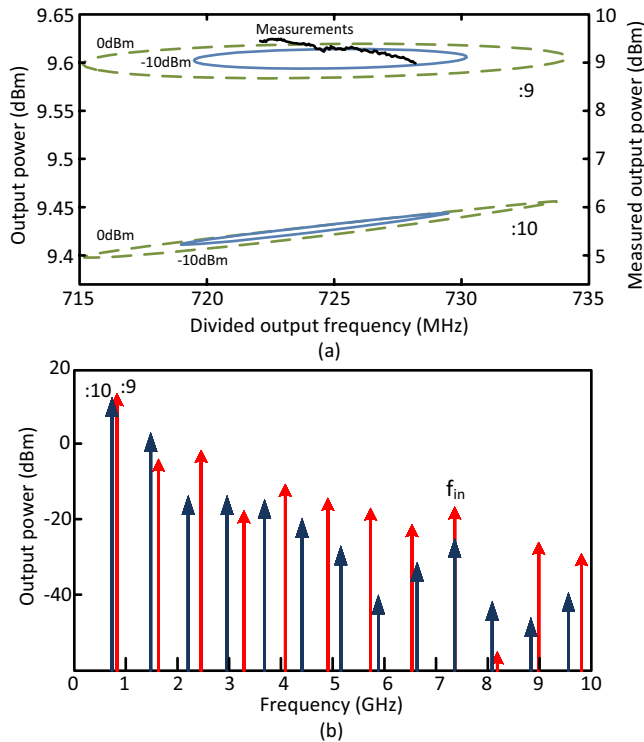 9.65
9.6
9.55
9.5
9.45
9.4
Output power (dBm)
10
9
8
7
6
5
Measured output power (dBm)
Measurements
0dBm
-10dBm
:9
0dBm
:10
-10dBm
715 720 725 730 735
Divided output frequency (MHz)
(a)
20
0
-20
-40
Output power (dBm)
:10 :9
fin
0 1 2 3 4 5 6 7 8 9 10
Frequency (GHz)
(b)